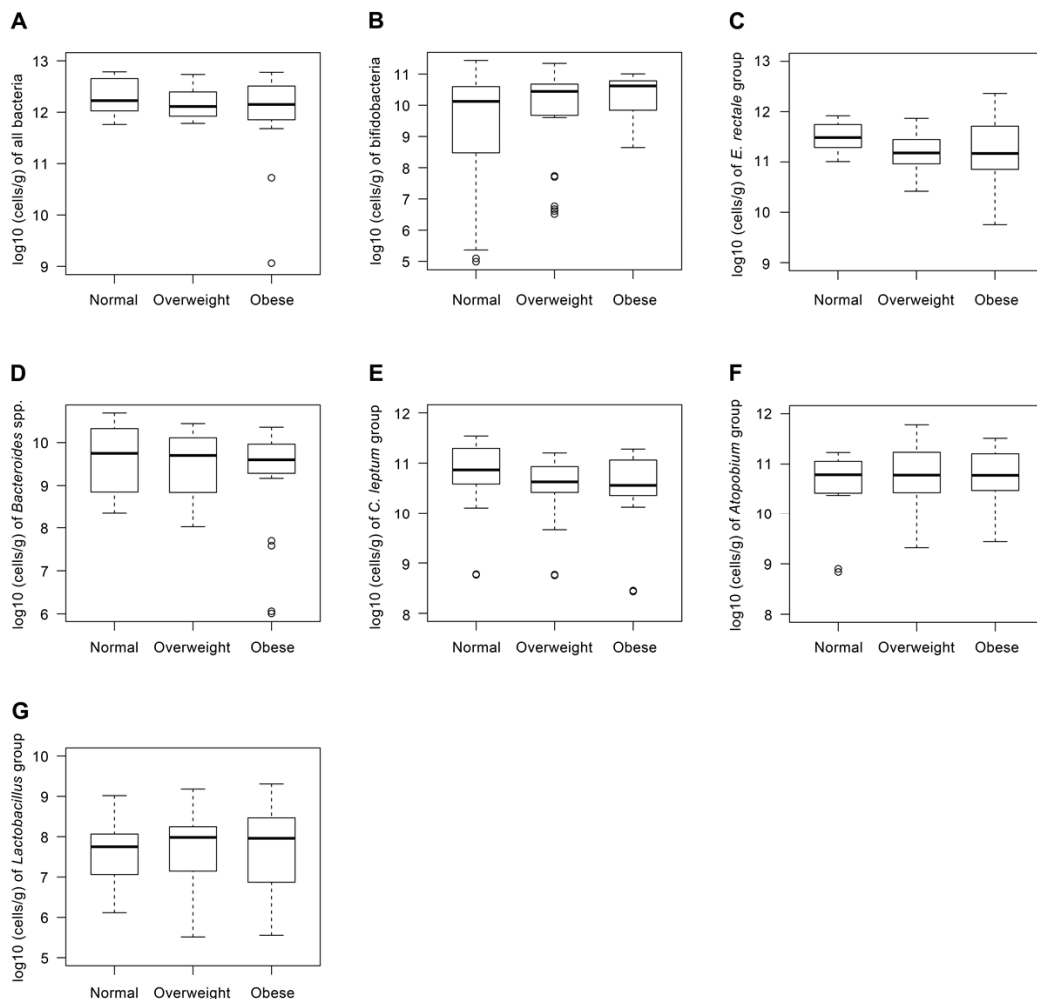 A
log10 (cells/g) of all bacteria
13
12
11
10
9
Normal Overweight Obese
B
log10 (cells/g) of bifidobacteria
11
10
9
8
7
6
5
Normal Overweight Obese
C
log10 (cells/g) of E. rectale group
13
12
11
10
9
Normal Overweight Obese
D
log10 (cells/g) of Bacteroides spp.
10
9
8
7
6
Normal Overweight Obese
E
log10 (cells/g) of C. leptum group
12
11
10
9
8
Normal Overweight Obese
F
log10 (cells/g) of Atopobium group
12
11
10
9
8
Normal Overweight Obese
G
log10 (cells/g) of Lactobacillus group
10
9
8
7
6
5
Normal Overweight Obese